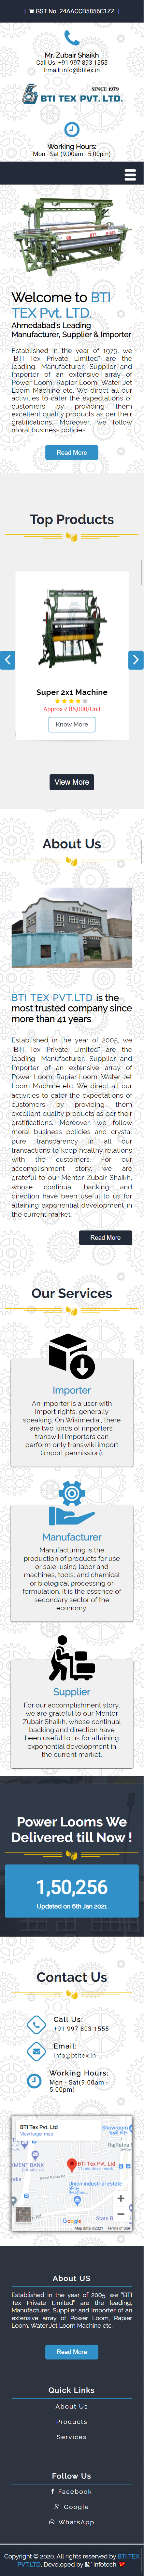 | GST No. 24AACCB5856C1ZZ |
Mr. Zubair Shaikh
Call Us: +91 997 893 1555
Email: info@btitex.in
SINCE 1979
BTI TEX PVT. LTD.
Working Hours:
Mon - Sat (9.00am - 5:00pm)
Welcome to BTI
TEX Pvt. LTD.
Ahmedabad's Leading
Manufacturer, Supplier & Importer
Established in the year of 1979, we
"BTI Tex Private Limited" are the
leading, Manufacturer, Supplier and
Importer of an extensive array of
Power Loom, Rapier Loom, Water Jet
Loom Machine etc. We direct all our
activities to cater the expectations of
customers by providing them
excellent quality products as per their
gratifications. Moreover, we follow
moral business policies
Read More
Top Products
Super 2x1 Machine
Approx ₹ 85,000/Unit
Know More
View More
About Us
BTI TEX PVT.LTD. is the
most trusted company since
more than 41 years
Established in the year of 2005, we
"BTI Tex Private Limited" are the
leading, Manufacturer, Supplier and
Importer of an extensive array of
Power Loom, Rapier Loom, Water Jet
Loom Machine etc. We direct all our
activities to cater the expectations of
customers by providing them
excellent quality products as per their
gratifications. Moreover, we follow
moral business policies and crystal
pure transparency in all our
transactions to keep healthy relations
with the customers. For our
accomplishment story, we are
grateful to our Mentor Zubair Shaikh,
whose continual backing and
direction have been useful to us for
attaining exponential development in
the current market.
Read More
Our Services
Importer
An importer is a user with
import rights, generally
speaking. On Wikimedia., there
are two kinds of importers:
transwiki importers can
perform only transwiki import
(import permission).
Manufacturer
Manufacturing is the
production of products for use
or sale, using labor and
machines, tools, and chemical
or biological processing or
formulation. It is the essence of
secondary sector of the
economy.
Supplier
For our accomplishment story,
we are grateful to our Mentor
Zubair Shaikh, whose continual
backing and direction have
been useful to us for attaining
exponential development in
the current market.
Power Looms We
Delivered till Now !
1,50,256
Updated on 6th Jan 2021
Contact Us
Call Us:
+91 997 893 1555
Email:
info@btitex.in
Working Hours:
Mon - Sat(9.00am -
5.00pm)
BTI Tex Pvt. Ltd
View larger map
BTI Tex Pvt. Ltd
Union industrial estate
Google
Map data ©2021 Terms of Use
About US
Established in the year of 2005, we "BTI
Tex Private Limited" are the leading,
Manufacturer, Supplier and Importer of an
extensive array of Power Loom, Rapier
Loom, Water Jet Loom Machine etc.
Read More
Quick Links
About Us
Products
Services
Follow Us
Facebook
Google
WhatsApp
Copyright © 2020. All rights reserved by BTI TEX
PVT.LTD, Developed by K² Infotech